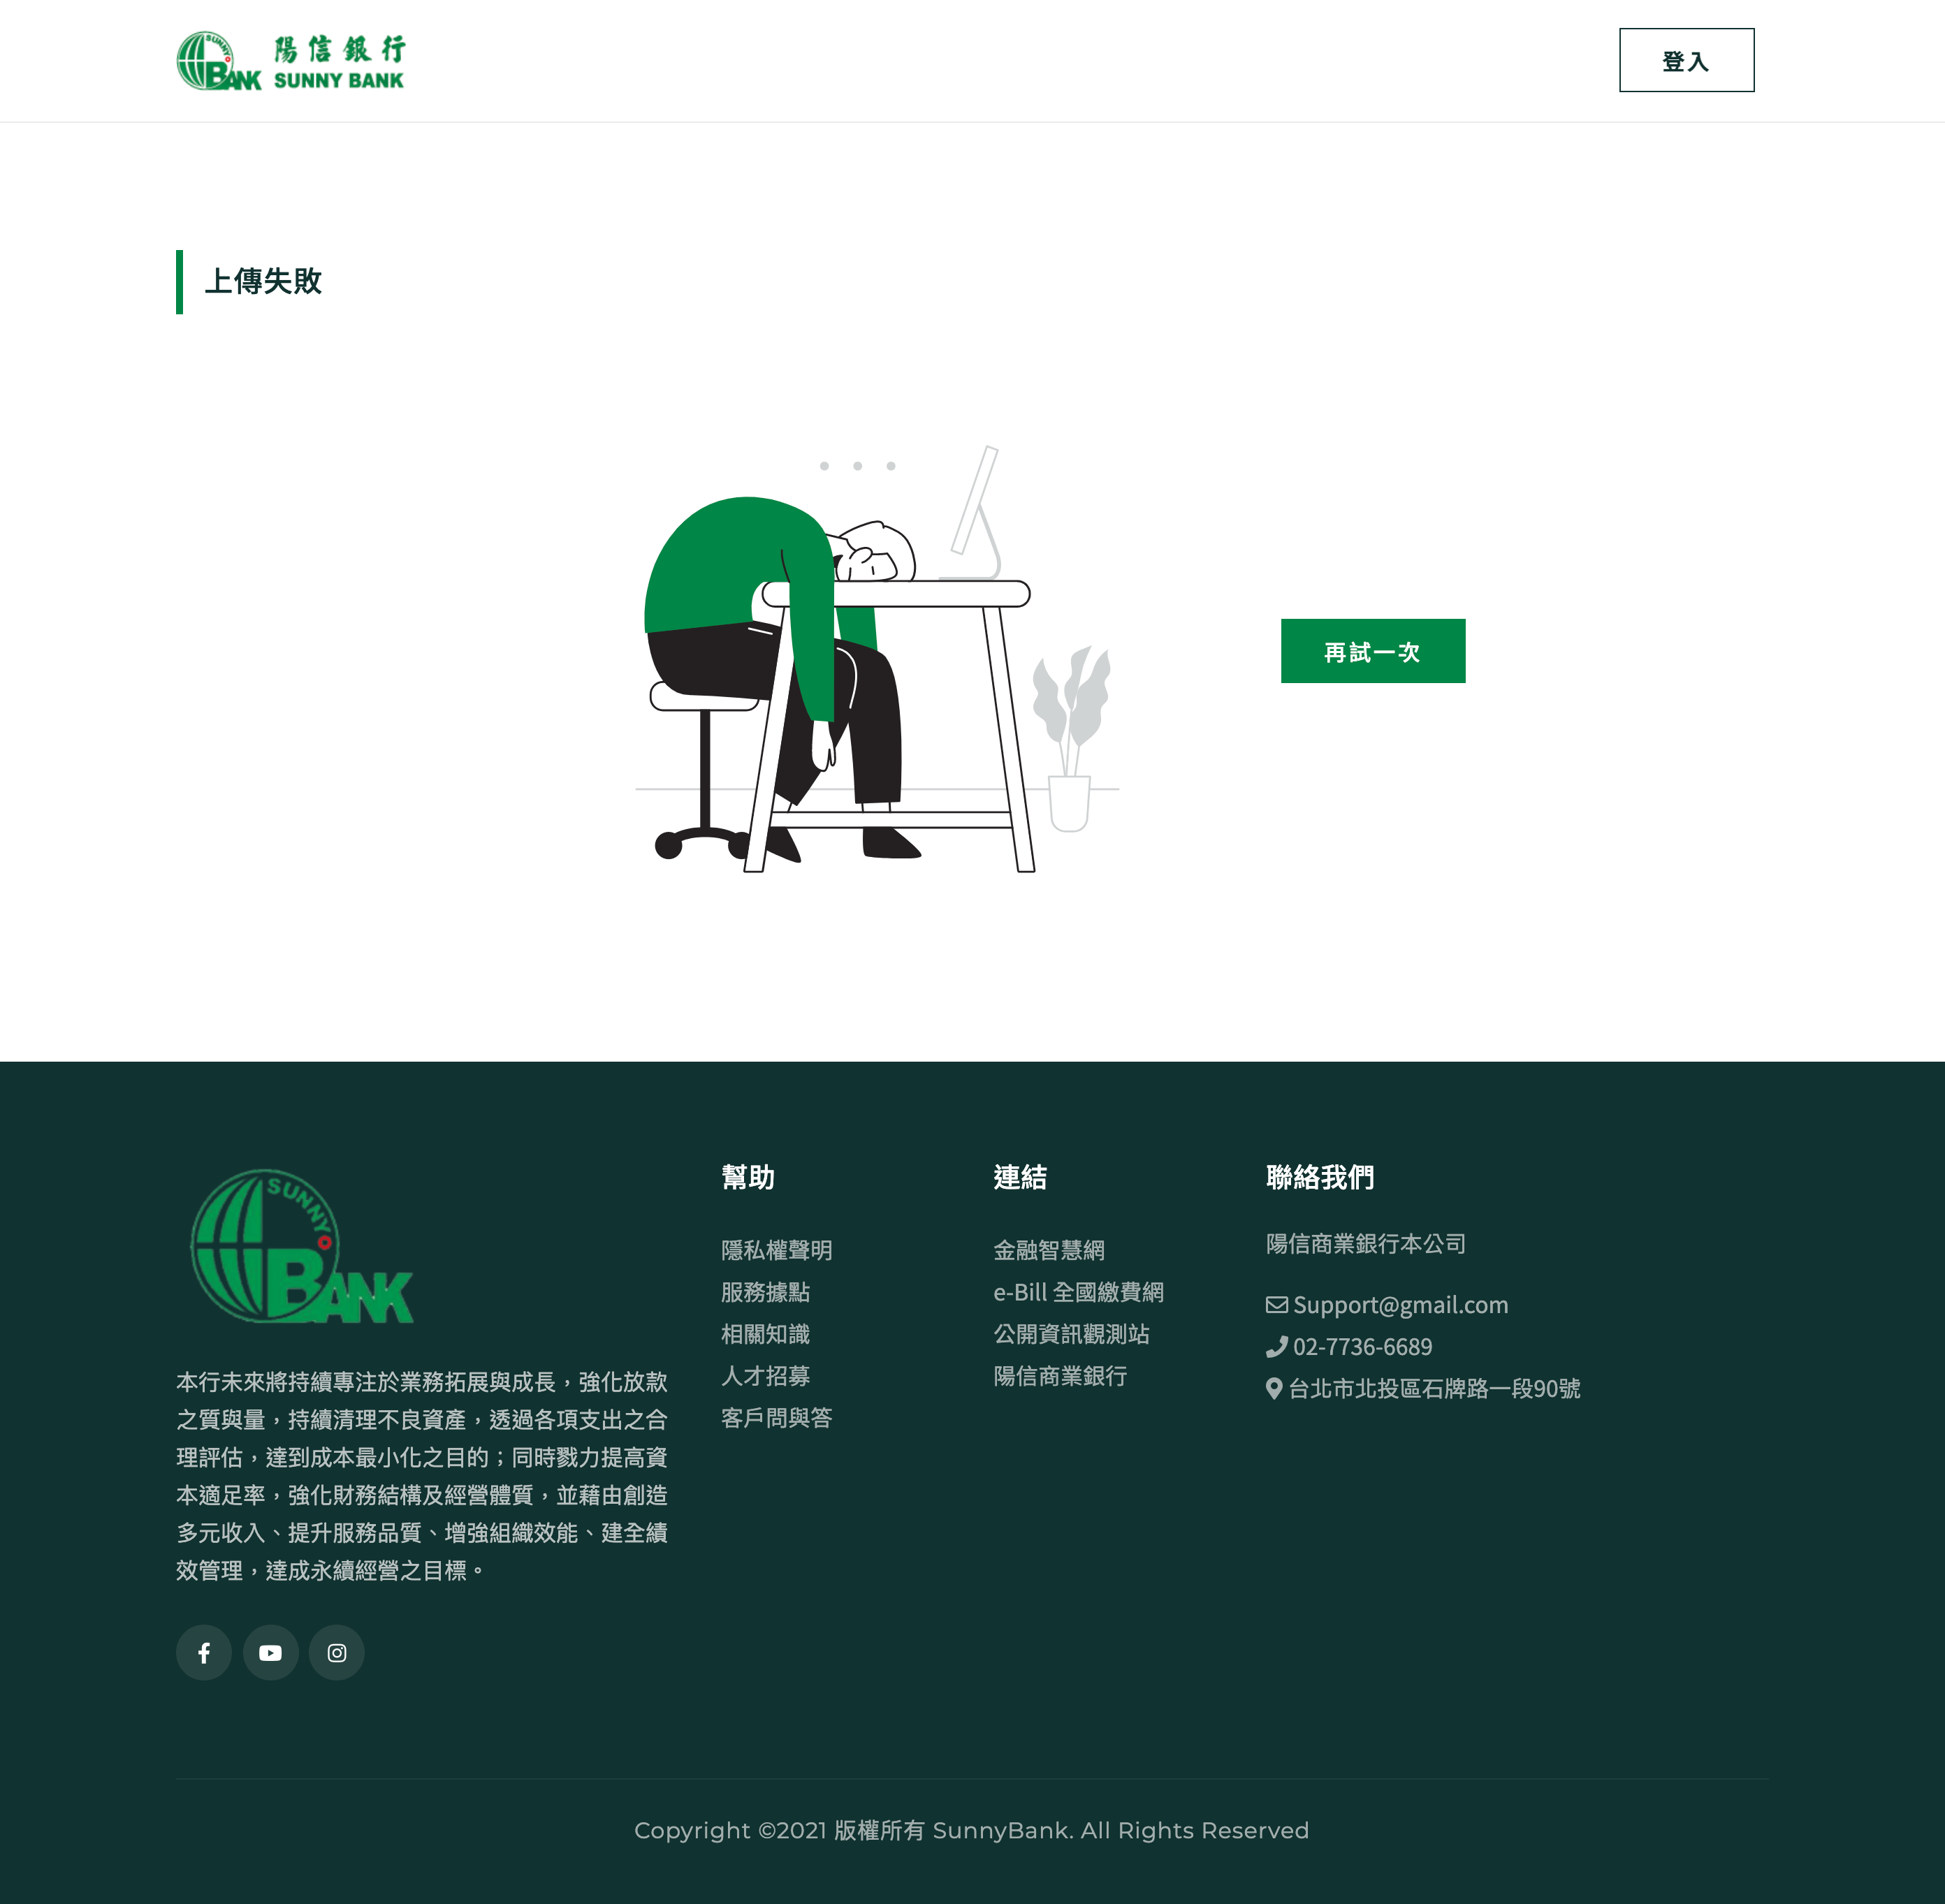 SUNNY BANK 陽信銀行
SUNNY BANK
登入
上傳失敗
再試一次
SUNNY
BANK
本行未來將持續專注於業務拓展與成長，強化放款
之質與量，持續清理不良資產，透過各項支出之合
理評估，達到成本最小化之目的；同時戮力提高資
本適足率，強化財務結構及經營體質，並藉由創造
多元收入、提升服務品質、增強組織效能、建全績
效管理，達成永續經營之目標。
幫助
隱私權聲明
服務據點
相關知識
人才招募
客戶問與答
連結
金融智慧網
e-Bill 全國繳費網
公開資訊觀測站
陽信商業銀行
聯絡我們
陽信商業銀行本公司
Support@gmail.com
02-7736-6689
台北市北投區石牌路一段90號
Copyright ©2021 版權所有 SunnyBank. All Rights Reserved